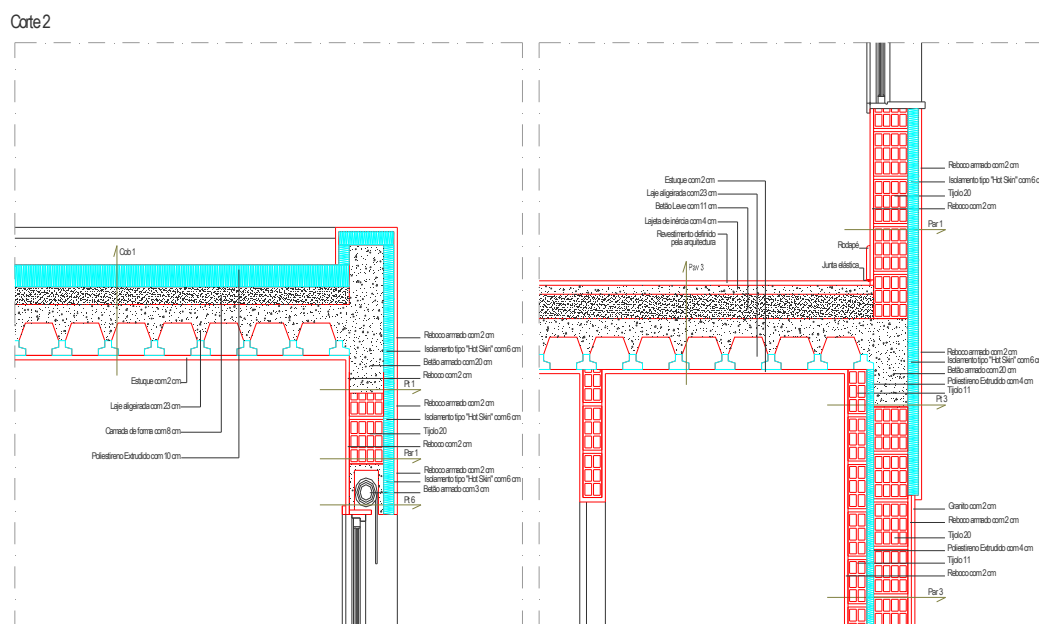 Corte 2
Cob 1
Estuque com 2 cm
Laje aligeirada com 23 cm
Camada de forma com 8 cm
Poliestireno Extrudido com 10 cm
Reboco armado com 2 cm
Isolamento tipo "Hot Skin" com 6 cm
Betão armado com 20 cm
Reboco com 2 cm
Pt 1
Reboco armado com 2 cm
Isolamento tipo "Hot Skin" com 6 cm
Tijolo 20
Reboco com 2 cm
Par 1
Reboco armado com 2 cm
Isolamento tipo "Hot Skin" com 6 cm
Betão armado com 3 cm
Pt 6
Estuque com 2 cm
Laje aligeirada com 23 cm
Betão Leve com 11 cm
Lajeta de inércia com 4 cm
Revestimento definido
pela arquitetura
Pav 3
Rodapé
Junta elástica
Reboco armado com 2 cm
Isolamento tipo "Hot Skin" com 6 c
Tijolo 20
Reboco com 2 cm
Par 1
Reboco armado com 2 cm
Isolamento tipo "Hot Skin" com 6 c
Betão armado com 20 cm
Poliestireno Extrudido com 4 cm
Tijolo 11
Pt 3
Granito com 2 cm
Reboco armado com 2 cm
Tijolo 20
Poliestireno Extrudido com 4 cm
Tijolo 11
Reboco com 2 cm
Par 3